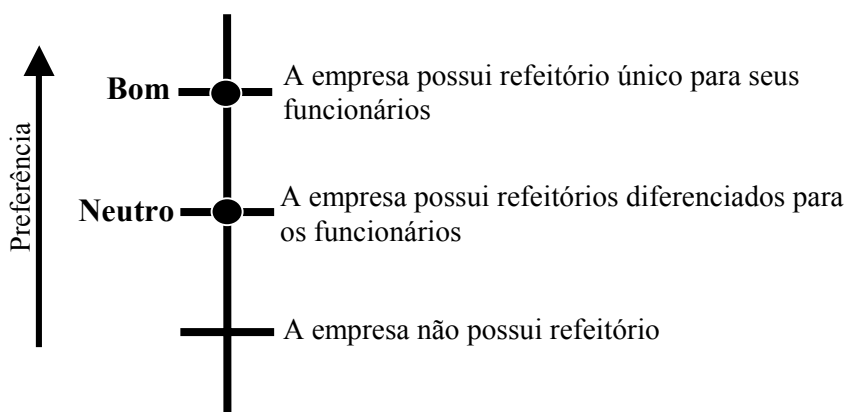 Preferência
Bom
A empresa possui refeitório único para seus
funcionários
Neutro
A empresa possui refeitórios diferenciados para
os funcionários
A empresa não possui refeitório